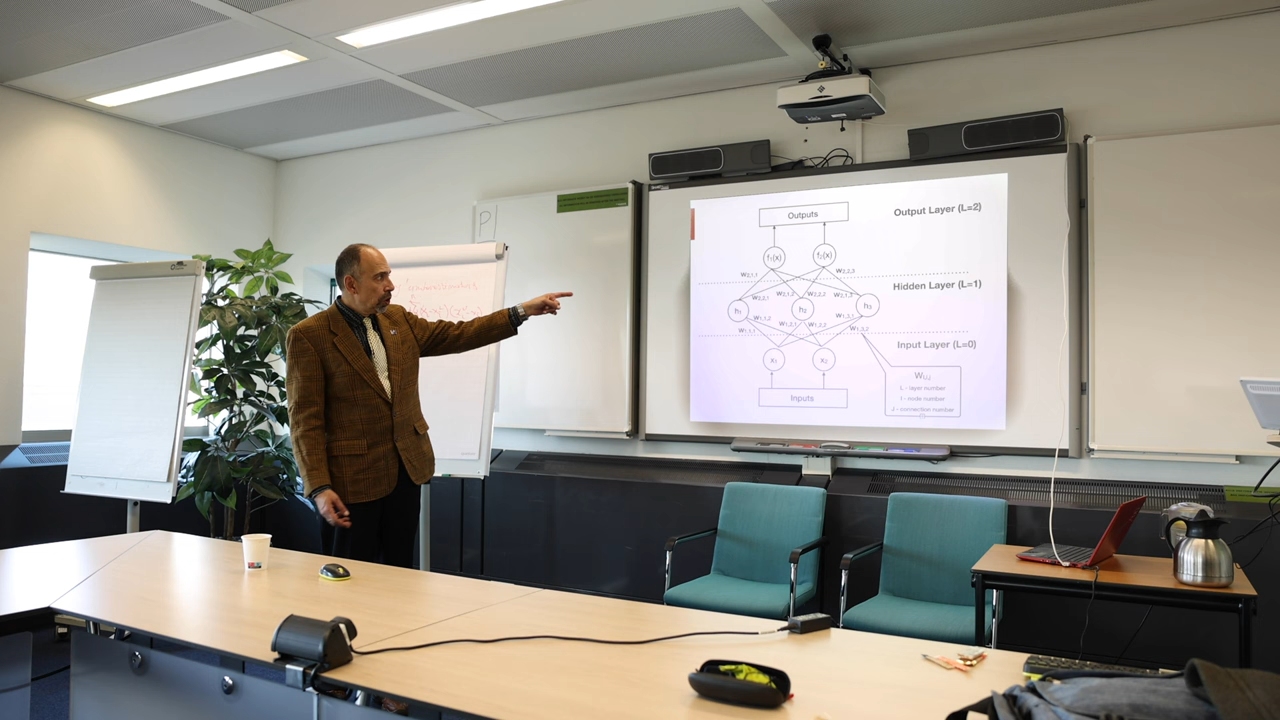 P
Outputs
Output Layer (L=2)
f₁(x)
f₂(x)
W₂,₁,₁
W₂,₂,₃
Hidden Layer (L=1)
W₂,₂,₁
W₂,₁,₂
W₂,₂,₂
W₂,₁,₃
h₁
h₂
h₃
W₁,₁,₂
W₁,₃,₁
W₁,₁,₁
W₁,₂,₁
W₁,₂,₂
W₁,₃,₂
Input Layer (L=0)
x₁
x₂
Wₗ,ᵢ,ⱼ
L - layer number
I - node number
J - connection number
Inputs